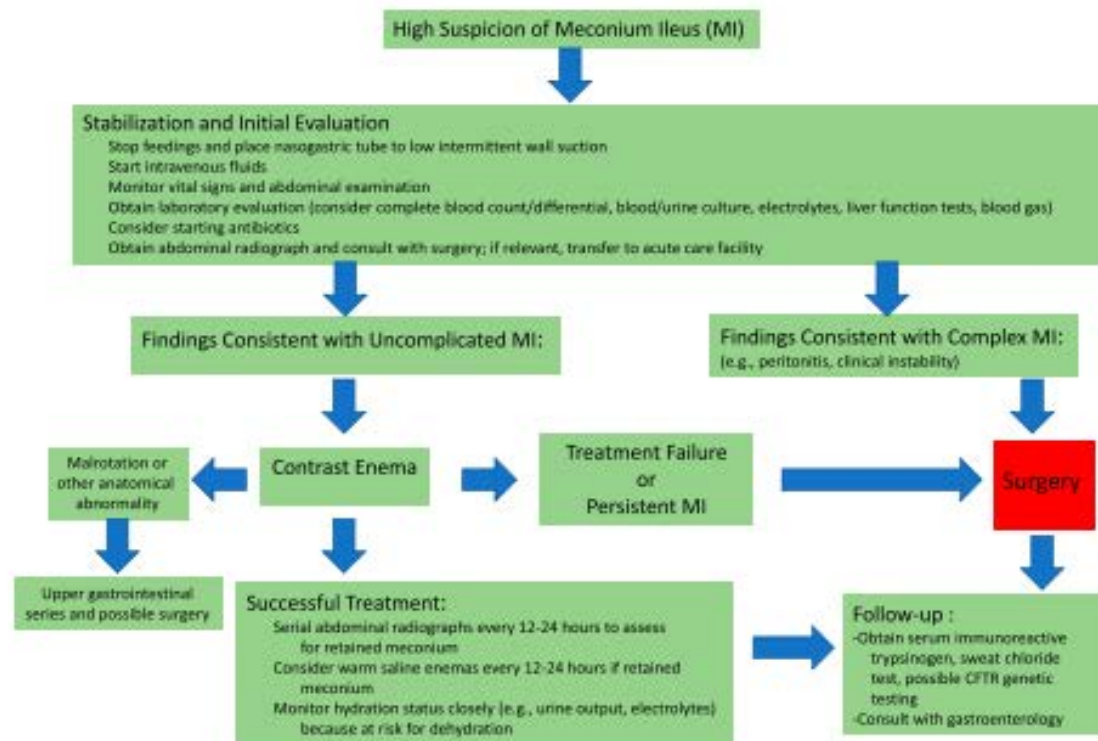 High Suspicion of Meconium Ileus (MI)
Stabilization and Initial Evaluation
Stop feedings and place nasogastric tube to low intermittent wall suction
Start intravenous fluids
Monitor vital signs and abdominal examination
Obtain laboratory evaluation (consider complete blood count/differential, blood/urine culture, electrolytes, liver function tests, blood gas)
Consider starting antibiotics
Obtain abdominal radiograph and consult with surgery; if relevant, transfer to acute care facility
Findings Consistent with Uncomplicated MI:
Findings Consistent with Complex MI:
(e.g., peritonitis, clinical instability)
Malrotation or
other anatomical
abnormality
Contrast Enema
Treatment Failure
or
Persistent MI
Surgery
Upper gastrointestinal
series and possible surgery
Successful Treatment:
Serial abdominal radiographs every 12-24 hours to assess
for retained meconium
Consider warm saline enemas every 12-24 hours if retained
meconium
Monitor hydration status closely (e.g., urine output, electrolytes)
because at risk for dehydration
Follow-up :
-Obtain serum immunoreactive
trypsinogen, sweat chloride
test, possible CFTR genetic
testing
-Consult with gastroenterology